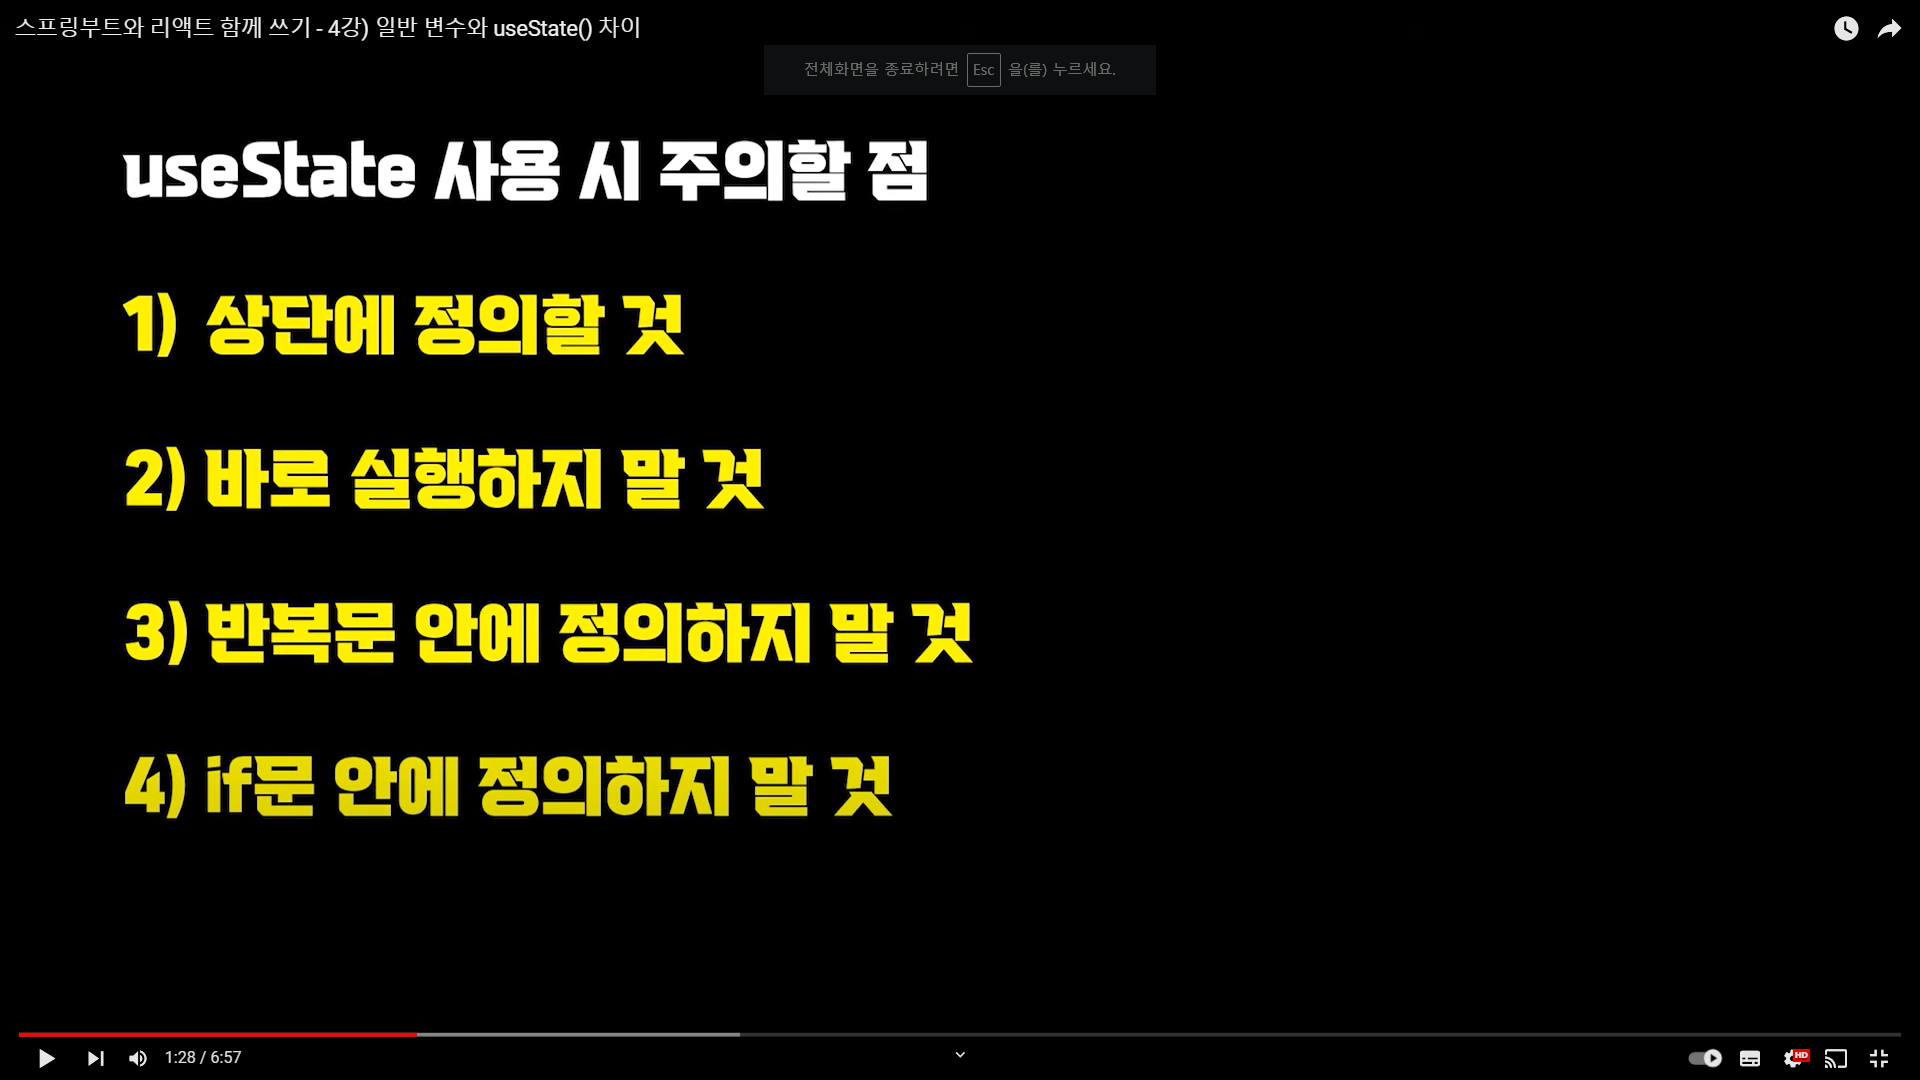 스프링부트와 리액트 함께 쓰기 - 4강) 일반 변수와 useState() 차이
전체화면을 종료하려면 Esc 을(를) 누르세요.
useState 사용 시 주의할 점
1) 상단에 정의할 것
2) 바로 실행하지 말 것
3) 반복문 안에 정의하지 말 것
4) if문 안에 정의하지 말 것
1:28 / 6:57
HD